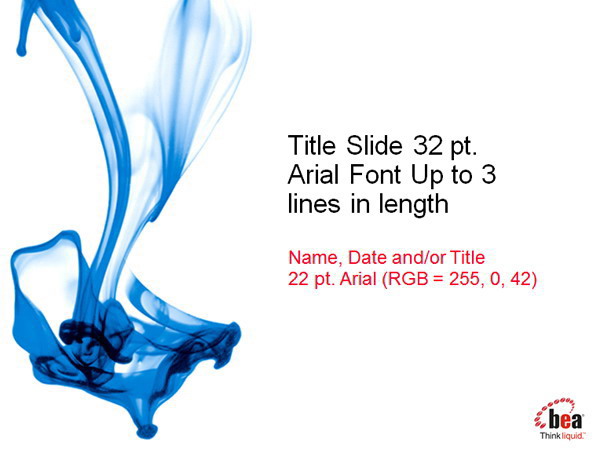 Title Slide 32 pt.
Arial Font Up to 3
lines in length
Name, Date and/or Title
22 pt. Arial (RGB = 255, 0, 42)
bea
Think liquid.™